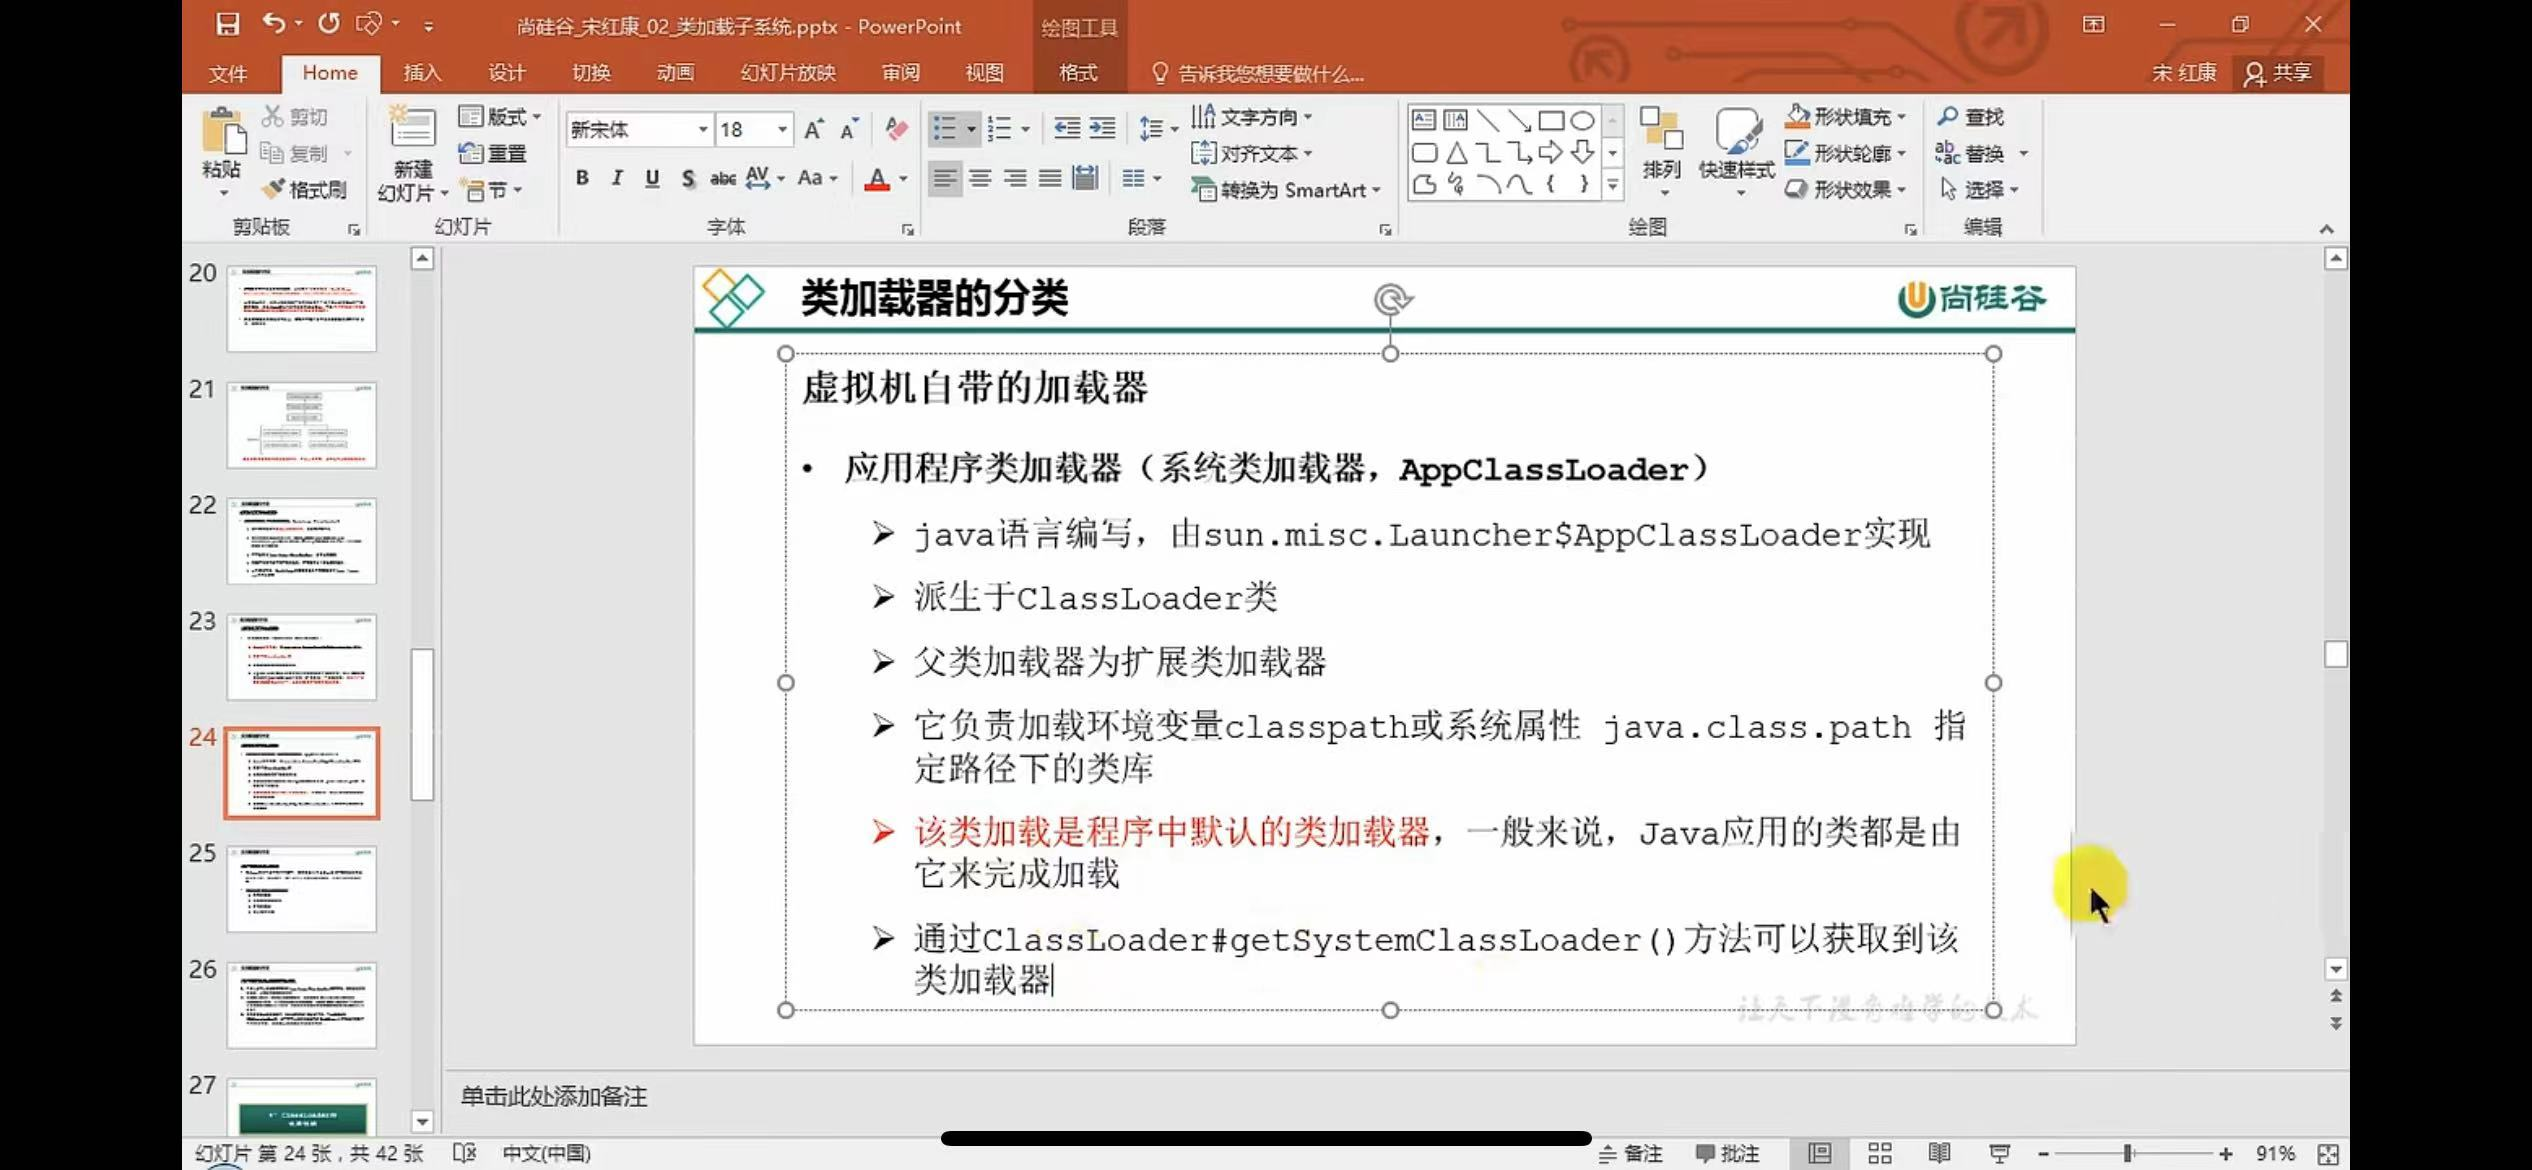 尚硅谷_宋红康_02_类加载子系统.pptx - PowerPoint
绘图工具
文件
Home
插入
设计
切换
动画
幻灯片放映
审阅
视图
格式
告诉我您想要做什么...
宋 红康
共享
粘贴
剪切
复制
格式刷
剪贴板
新建
幻灯片
版式
重置
节
幻灯片
新宋体
18
B I U S abc AV Aa A
字体
文字方向
对齐文本
转换为 SmartArt
段落
排列
快速样式
形状填充
形状轮廓
形状效果
绘图
查找
替换
选择
编辑
20
21
22
23
24
25
26
27
类加载器的分类
尚硅谷
虚拟机自带的加载器
• 应用程序类加载器（系统类加载器，AppClassLoader）
➢ java语言编写，由sun.misc.Launcher$AppClassLoader实现
➢ 派生于ClassLoader类
➢ 父类加载器为扩展类加载器
➢ 它负责加载环境变量classpath或系统属性 java.class.path 指
定路径下的类库
➢ 该类加载是程序中默认的类加载器，一般来说，Java应用的类都是由
它来完成加载
➢ 通过ClassLoader#getSystemClassLoader()方法可以获取到该
类加载器
让天下没有难学的技术
单击此处添加备注
幻灯片 第 24 张，共 42 张
中文(中国)
备注
批注
91%